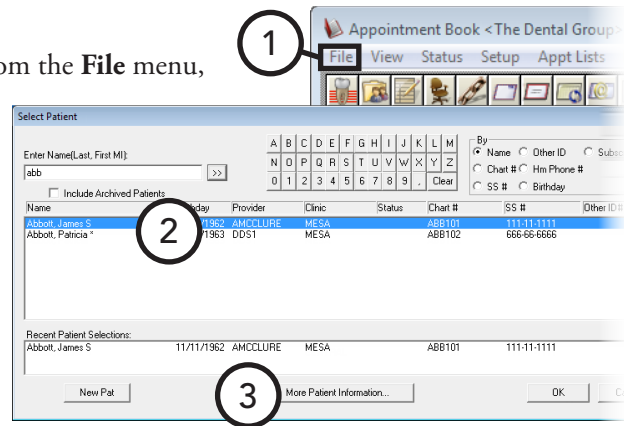 1
Appointment Book <The Dental Group>
File View Status Setup Appt Lists
om the File menu,
Select Patient
Enter Name(Last, First MI):
abb
>>
Include Archived Patients
A B C D E F G H I J K L M
N O P Q R S T U V W X Y Z
0 1 2 3 4 5 6 7 8 9 . Clear
By
Name Other ID
Chart # Hm Phone #
SS # Birthday
Name Provider Clinic Status Chart # SS # Other ID#
Abbott, James S /1962 AMCCLURE MESA ABB101 111-11-1111
Abbott, Patricia * /1963 DDS1 MESA ABB102 666-66-6666
2
Recent Patient Selections:
Abbott, James S 11/11/1962 AMCCLURE MESA ABB101 111-11-1111
New Pat More Patient Information... OK
3